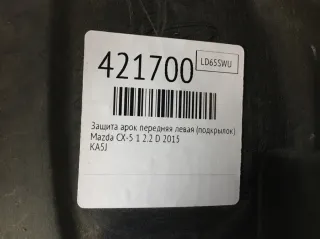 421700
LD65SWU
Защита арок передняя левая (подкрылок)
Mazda CX-5 1 2.2 D 2015
KA5J